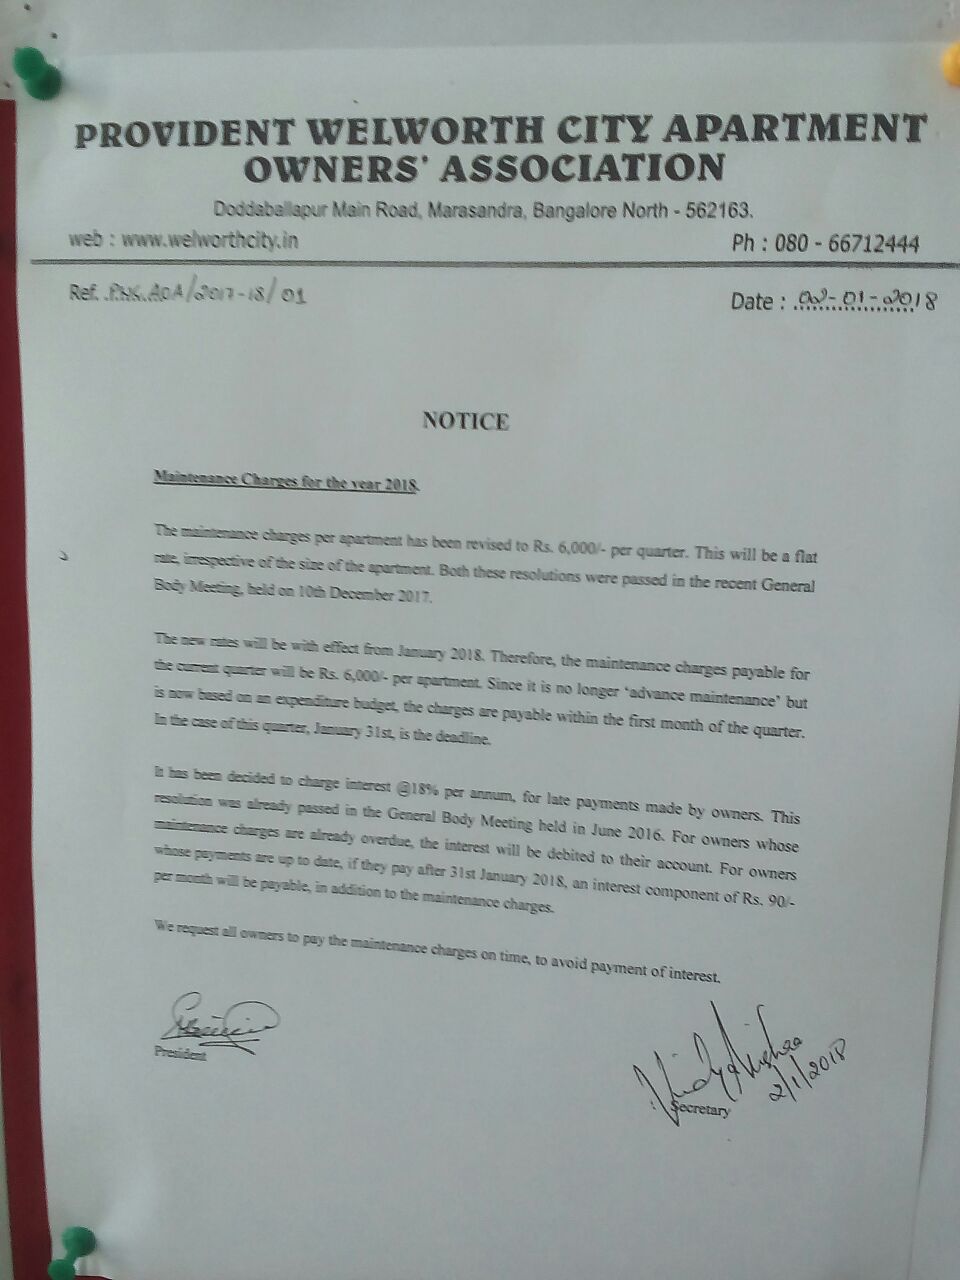 PROVIDENT WELWORTH CITY APARTMENT
OWNERS' ASSOCIATION
Doddaballapur Main Road, Marasandra, Bangalore North - 562163.
web : www.welworthcity.in
Ph : 080 - 66712444
Ref. AOA/2017-18/01
Date : 02-01-2018
NOTICE
Maintenance Charges for the year 2018.
The maintenance charges per apartment has been revised to Rs. 6,000/- per quarter. This will be a flat
rate, irrespective of the size of the apartment. Both these resolutions were passed in the recent General
Body Meeting, held on 10th December 2017.
The new rates will be with effect from January 2018. Therefore, the maintenance charges payable for
the current quarter will be Rs. 6,000/- per apartment. Since it is no longer 'advance maintenance' but
is now based on an expenditure budget, the charges are payable within the first month of the quarter.
In the case of this quarter, January 31st, is the deadline.
It has been decided to charge interest @18% per annum, for late payments made by owners. This
resolution was already passed in the General Body Meeting held in June 2016. For owners whose
maintenance charges are already overdue, the interest will be debited to their account. For owners
whose payments are up to date, if they pay after 31st January 2018, an interest component of Rs. 90/-
per month will be payable, in addition to the maintenance charges.
We request all owners to pay the maintenance charges on time, to avoid payment of interest.
President
2/1/2018
Secretary